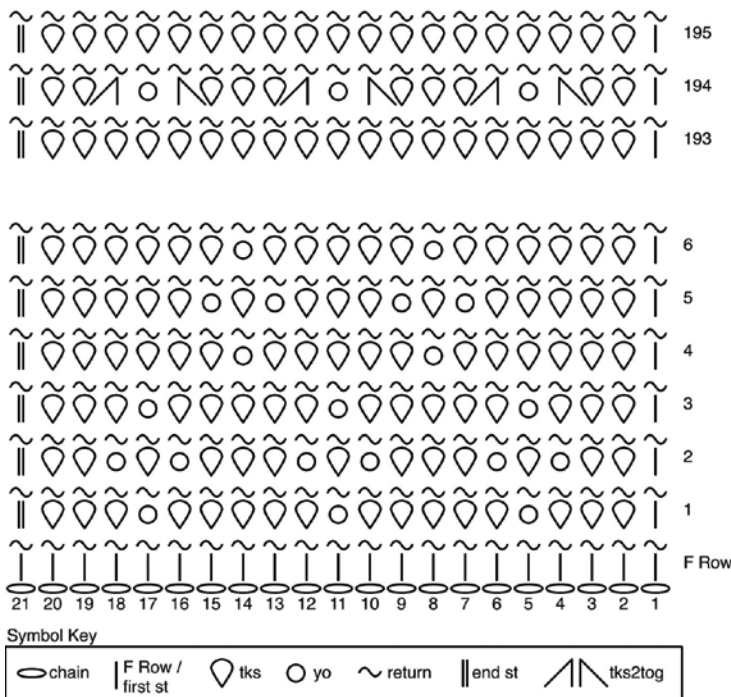 195
194
193
6
5
4
3
2
1
F Row
21 20 19 18 17 16 15 14 13 12 11 10 9 8 7 6 5 4 3 2 1
Symbol Key
chain F Row / first st tks yo return end st tks2tog